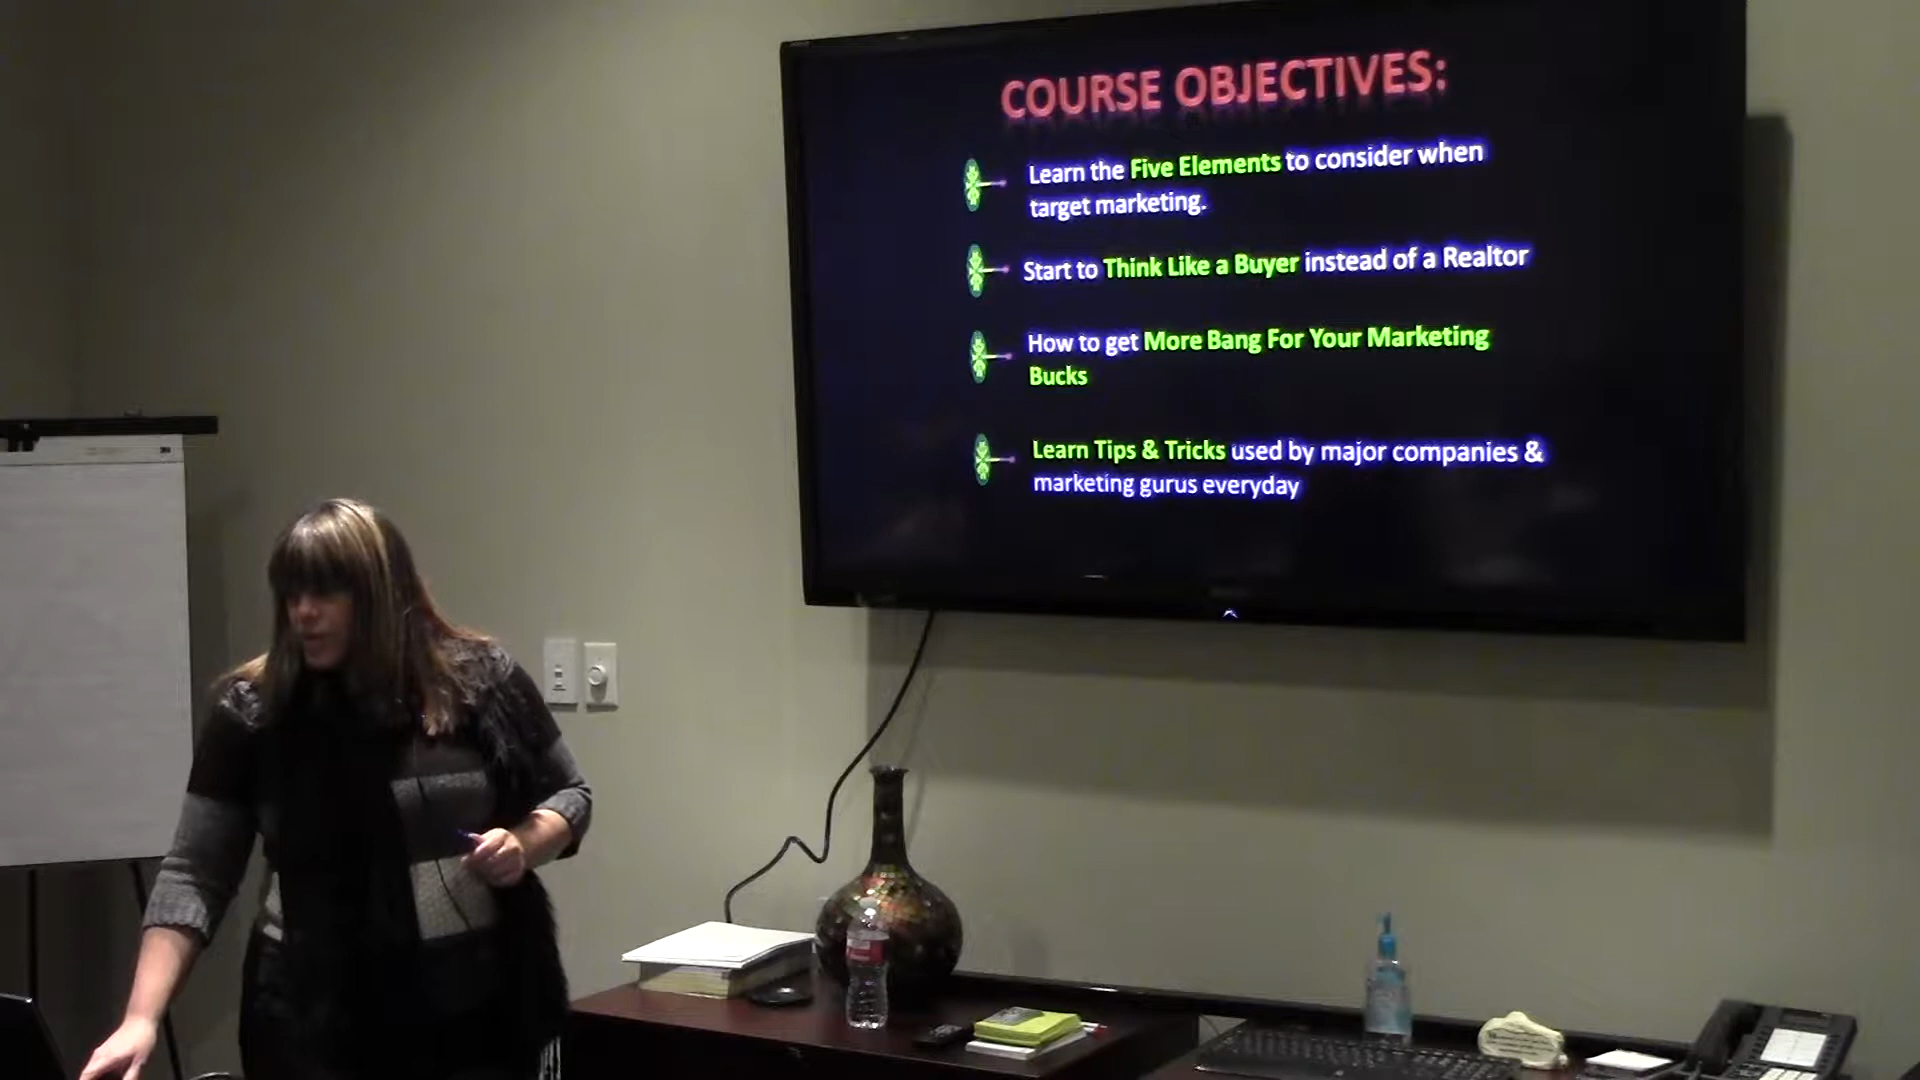 COURSE OBJECTIVES:
Learn the Five Elements to consider when
target marketing.
Start to Think Like a Buyer instead of a Realtor
How to get More Bang For Your Marketing
Bucks
Learn Tips & Tricks used by major companies &
marketing gurus everyday